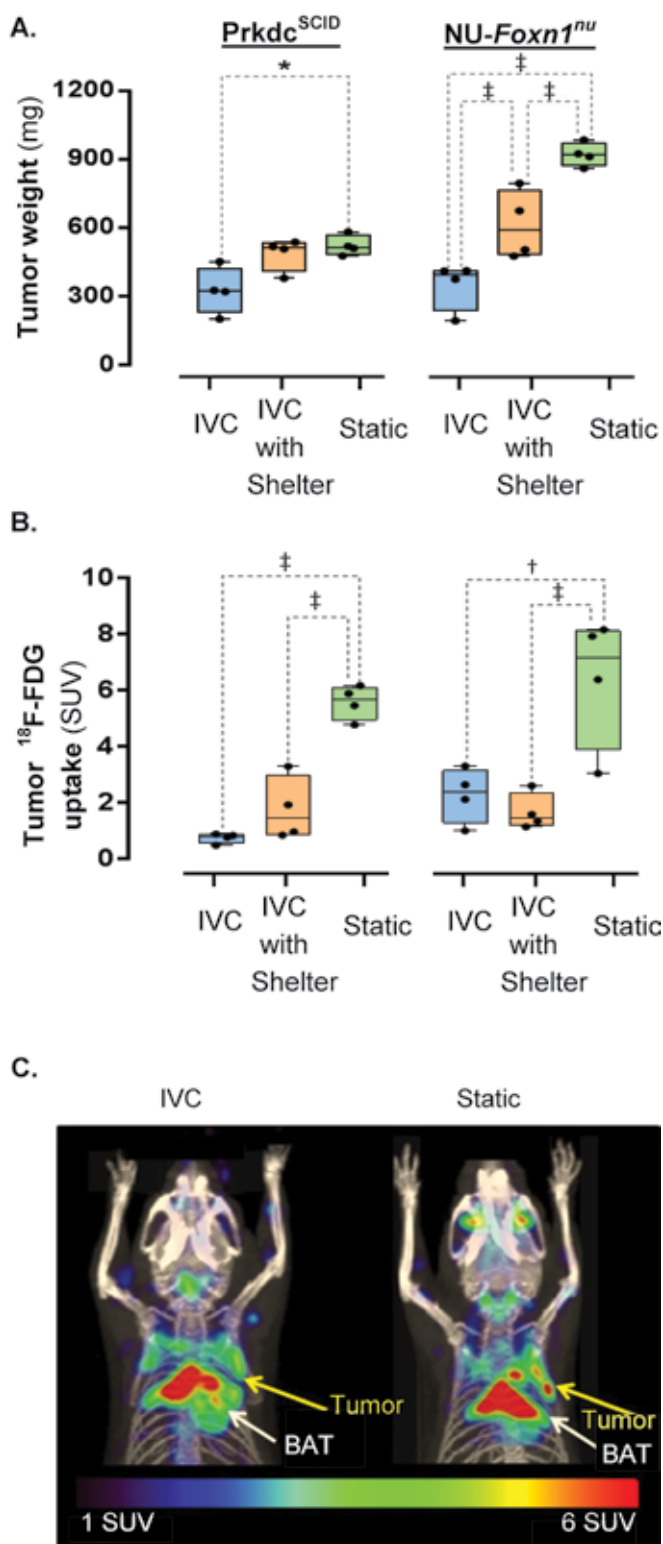 A.
Prkdc^SCID NU-Foxn1^nu
* ‡
‡ ‡
1200
900
600
300
0
Tumor weight (mg)
IVC IVC with Shelter Static IVC IVC with Shelter Static
B.
‡ †
‡ ‡
10
8
6
4
2
0
Tumor ¹⁸F-FDG
uptake (SUV)
IVC IVC with Shelter Static IVC IVC with Shelter Static
C.
IVC Static
Tumor Tumor
BAT BAT
1 SUV 6 SUV